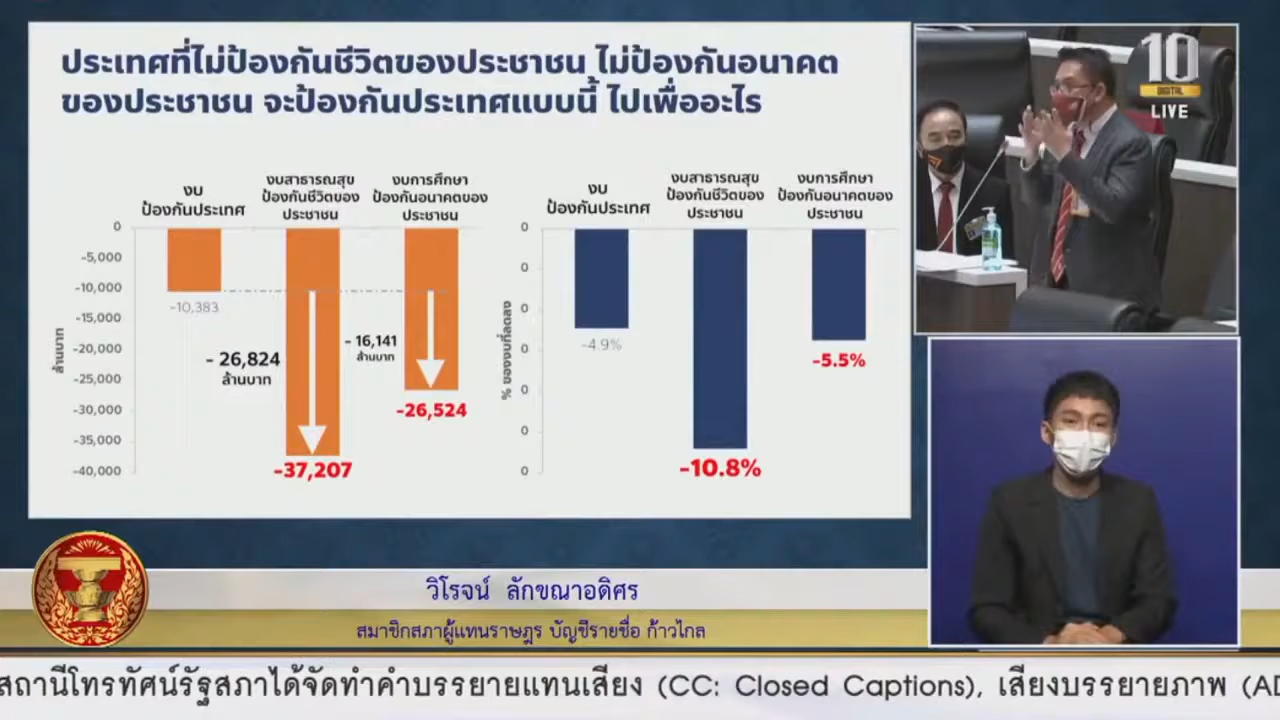 ประเทศที่ไม่ป้องกันชีวิตของประชาชน ไม่ป้องกันอนาคต
ของประชาชน จะป้องกันประเทศแบบนี้ ไปเพื่ออะไร
งบ
ป้องกันประเทศ
งบสาธารณสุข
ป้องกันชีวิตของ
ประชาชน
งบการศึกษา
ป้องกันอนาคตของ
ประชาชน
0
-5,000
-10,000
-15,000
-20,000
-25,000
-30,000
-35,000
-40,000
ล้านบาท
-10,383
- 26,824
ล้านบาท
-37,207
- 16,141
ล้านบาท
-26,524
งบ
ป้องกันประเทศ
งบสาธารณสุข
ป้องกันชีวิตของ
ประชาชน
งบการศึกษา
ป้องกันอนาคตของ
ประชาชน
0
0
0
0
0
0
0
% ของงบที่ลดลง
-4.9%
-10.8%
-5.5%
10
DIGITAL
LIVE
วิโรจน์ ลักขณาอดิศร
สมาชิกสภาผู้แทนราษฎร บัญชีรายชื่อ ก้าวไกล
สถานีโทรทัศน์รัฐสภาได้จัดทำคำบรรยายแทนเสียง (CC: Closed Captions), เสียงบรรยายภาพ (AD